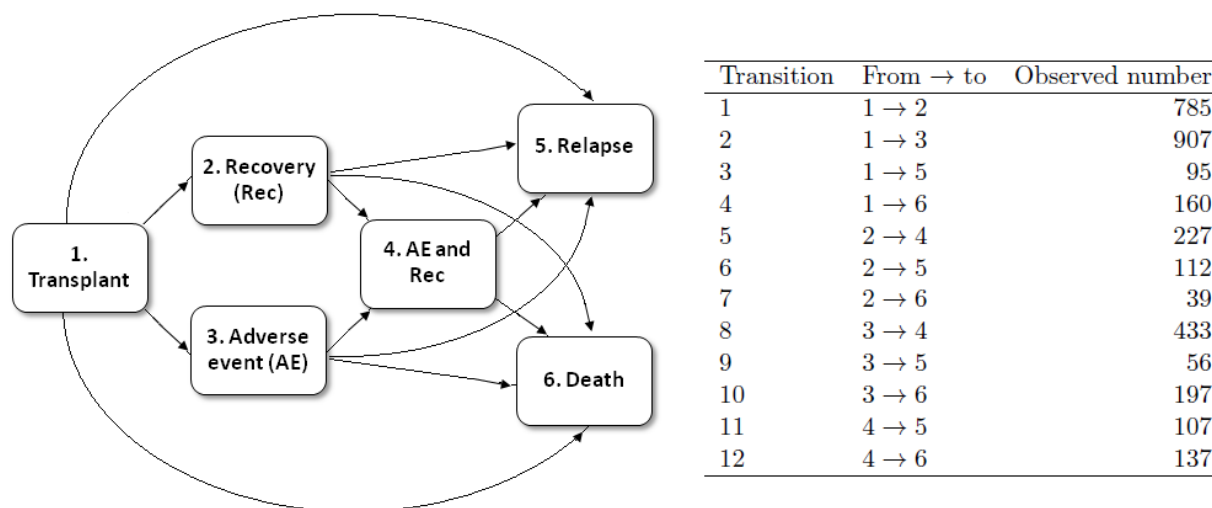 1.
Transplant
2. Recovery
(Rec)
3. Adverse
event (AE)
4. AE and
Rec
5. Relapse
6. Death
Transition From → to Observed number
1 1 → 2 785
2 1 → 3 907
3 1 → 5 95
4 1 → 6 160
5 2 → 4 227
6 2 → 5 112
7 2 → 6 39
8 3 → 4 433
9 3 → 5 56
10 3 → 6 197
11 4 → 5 107
12 4 → 6 137